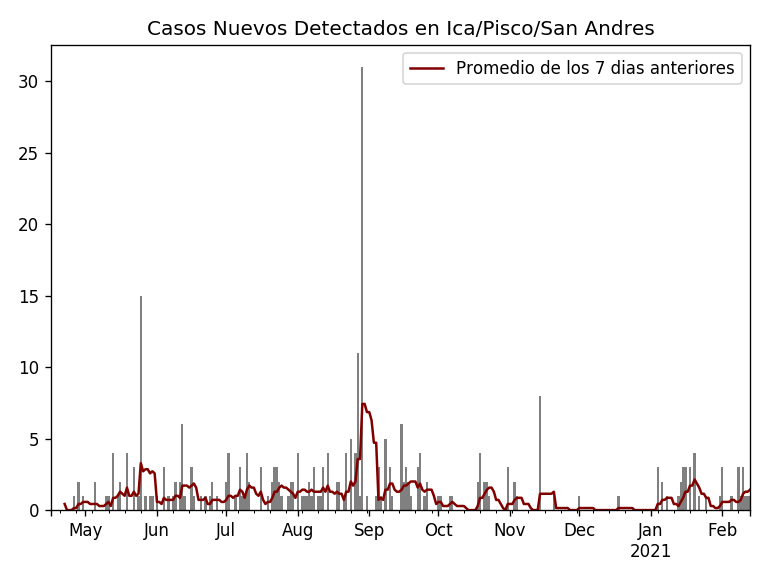 Casos Nuevos Detectados en Ica/Pisco/San Andres
Promedio de los 7 dias anteriores
30
25
20
15
10
5
0
May Jun Jul Aug Sep Oct Nov Dec Jan Feb
2021